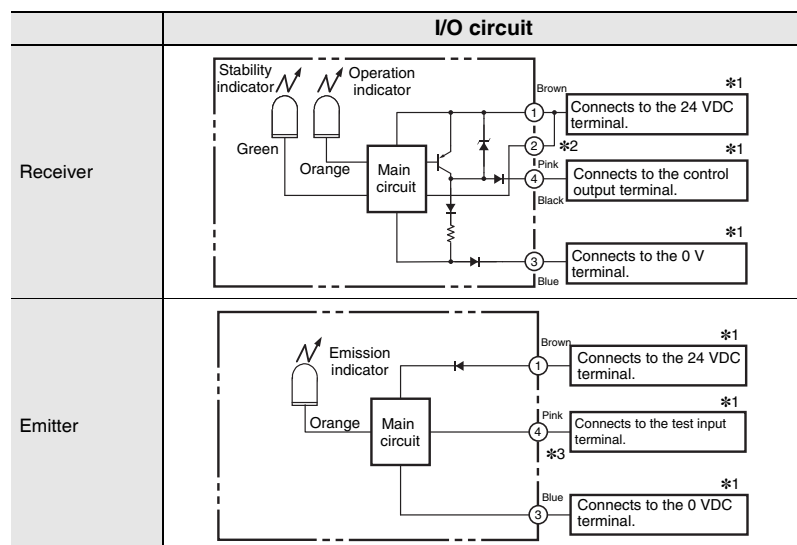 I/O circuit
Receiver
Stability
indicator
Operation
indicator
Green
Orange
Main
circuit
Brown
1
2
✻2
Pink
4
Black
3
Blue
✻1
Connects to the 24 VDC
terminal.
✻1
Connects to the control
output terminal.
✻1
Connects to the 0 V
terminal.
Emitter
Emission
indicator
Orange
Main
circuit
Brown
1
Pink
4
✻3
Blue
3
✻1
Connects to the 24 VDC
terminal.
✻1
Connects to the test input
terminal.
✻1
Connects to the 0 VDC
terminal.